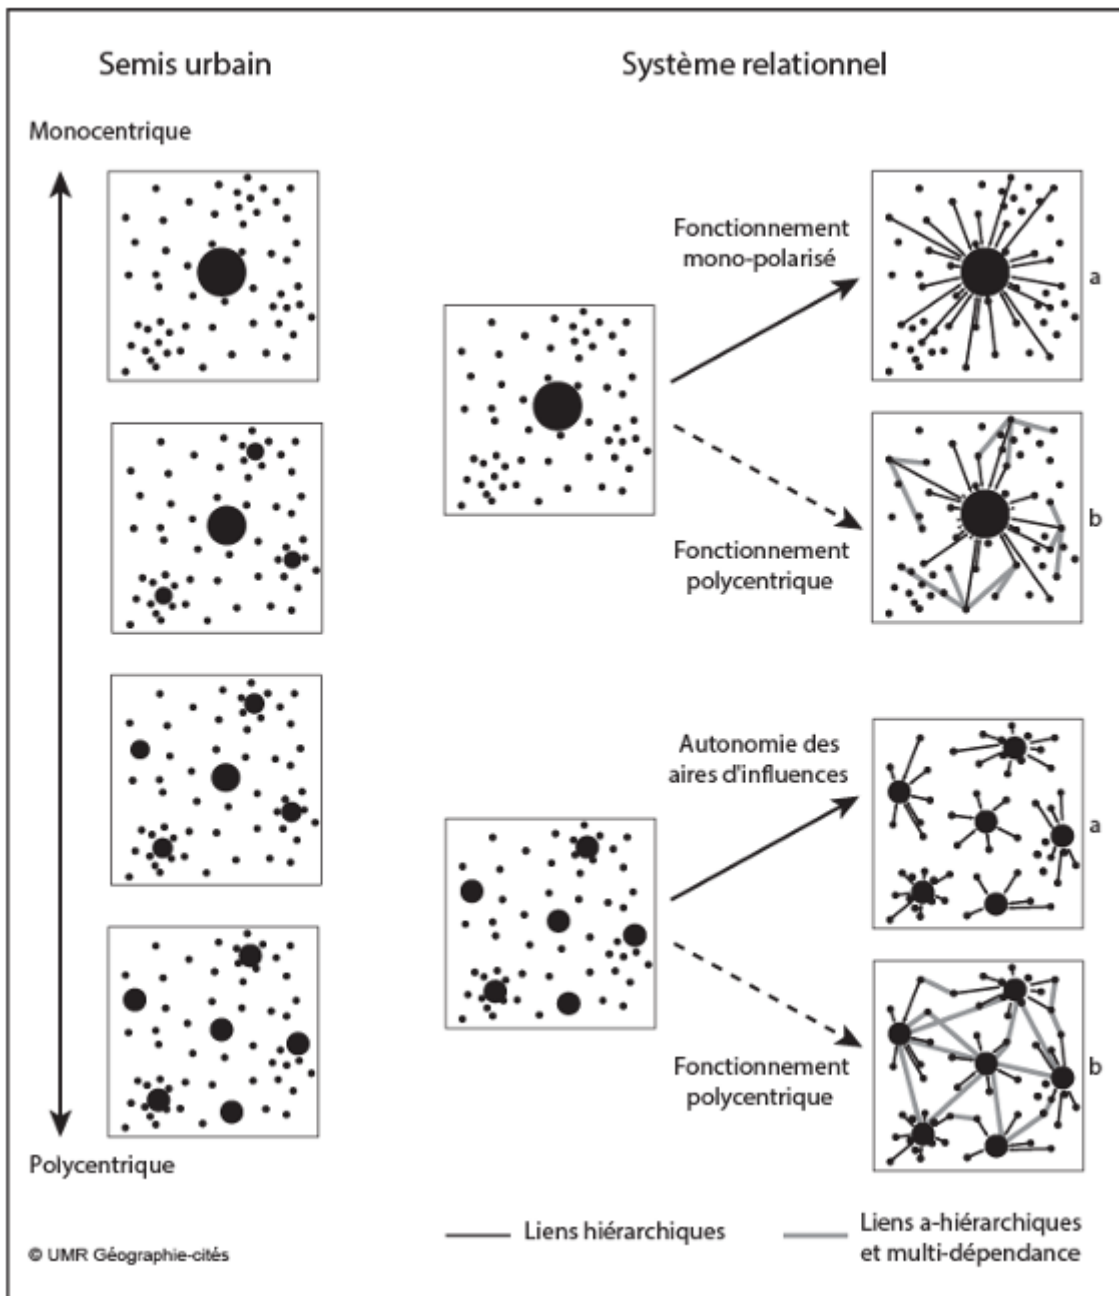 Semis urbain
Système relationnel
Monocentrique
Fonctionnement
mono-polarisé
a
b
Fonctionnement
polycentrique
Autonomie des
aires d'influences
a
b
Fonctionnement
polycentrique
Polycentrique
Liens hiérarchiques
Liens a-hiérarchiques
et multi-dépendance
© UMR Géographie-cités